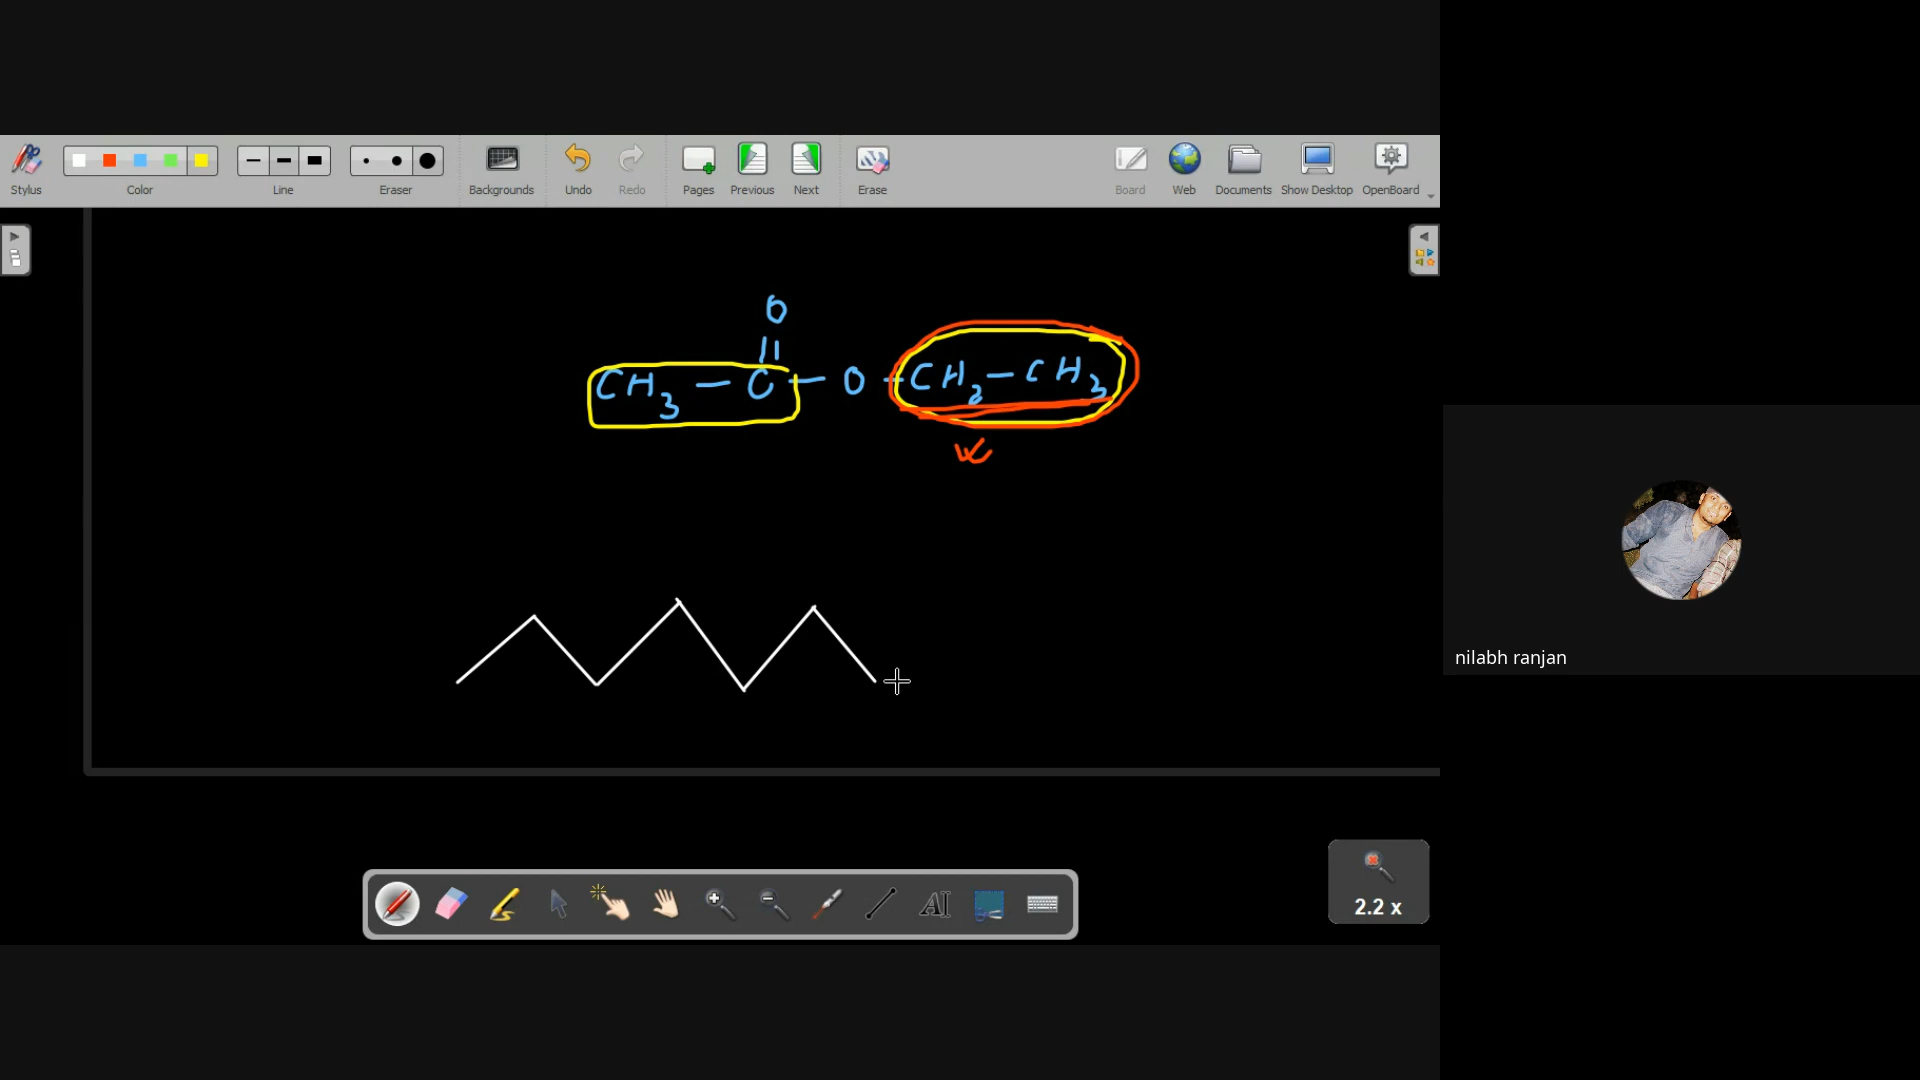 Stylus Color Line Eraser Backgrounds Undo Redo Pages Previous Next Erase Board Web Documents Show Desktop OpenBoard
O
CH3 — C — O — CH2 — CH3
nilabh ranjan
AI
2.2 x